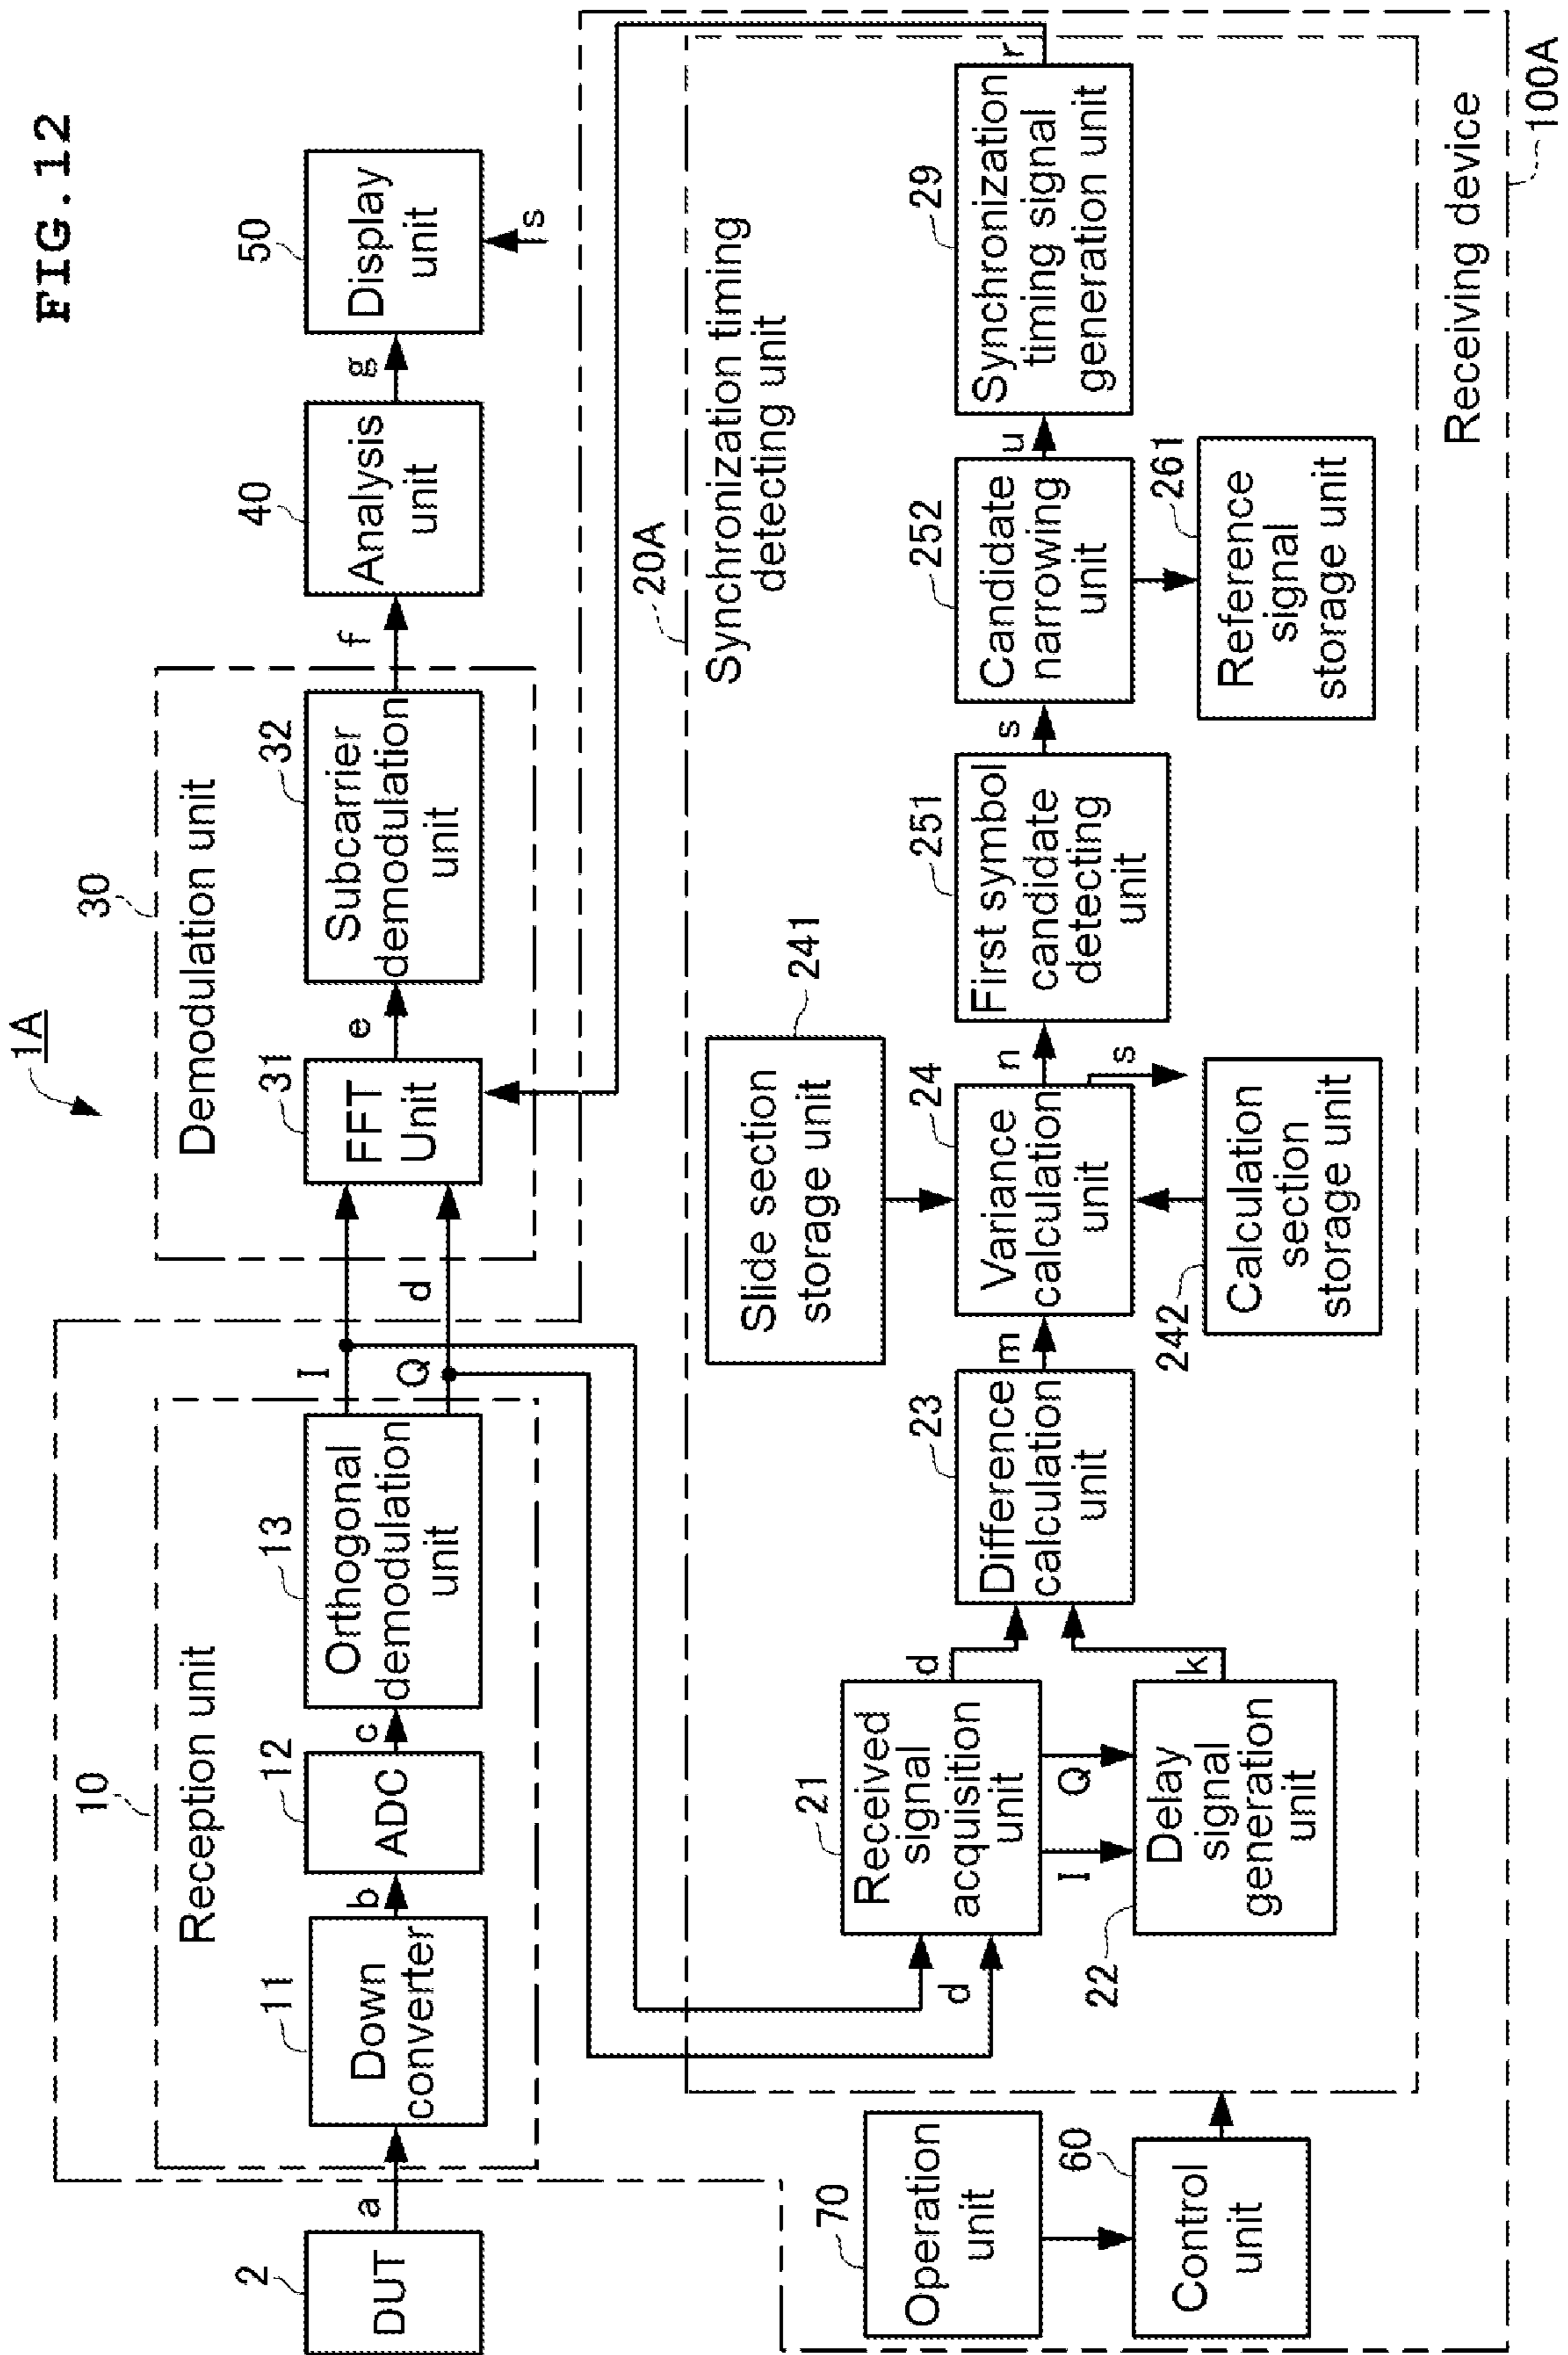 FIG.12
1A
10
Reception unit
30
Demodulation unit
2
DUT
a
11
Down
converter
b
12
ADC
c
13
Orthogonal
demodulation
unit
I
Q
d
31
FFT
Unit
e
32
Subcarrier
demodulation
unit
f
40
Analysis
unit
g
50
Display
unit
s
20A
Synchronization timing
detecting unit
d
21
Received
signal
acquisition
unit
d
I
Q
22
Delay
signal
generation
unit
k
23
Difference
calculation
unit
m
241
Slide section
storage unit
24
Variance
calculation
unit
n
s
242
Calculation
section
storage unit
251
First symbol
candidate
detecting
unit
s
252
Candidate
narrowing
unit
u
261
Reference
signal
storage unit
29
Synchronization
timing signal
generation unit
r
70
Operation
unit
60
Control
unit
Receiving device
100A